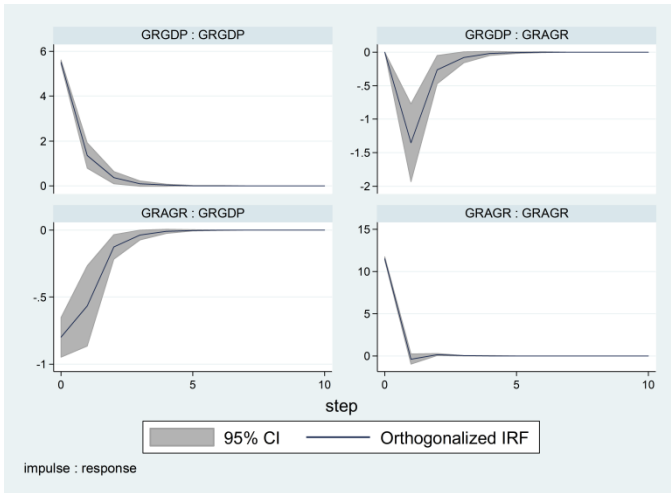 GRGDP : GRGDP
GRGDP : GRAGR
6
4
2
0
0
-.5
-1
-1.5
-2
GRAGR : GRGDP
GRAGR : GRAGR
0
-.5
-1
15
10
5
0
0 5 10
0 5 10
step
95% CI Orthogonalized IRF
impulse : response